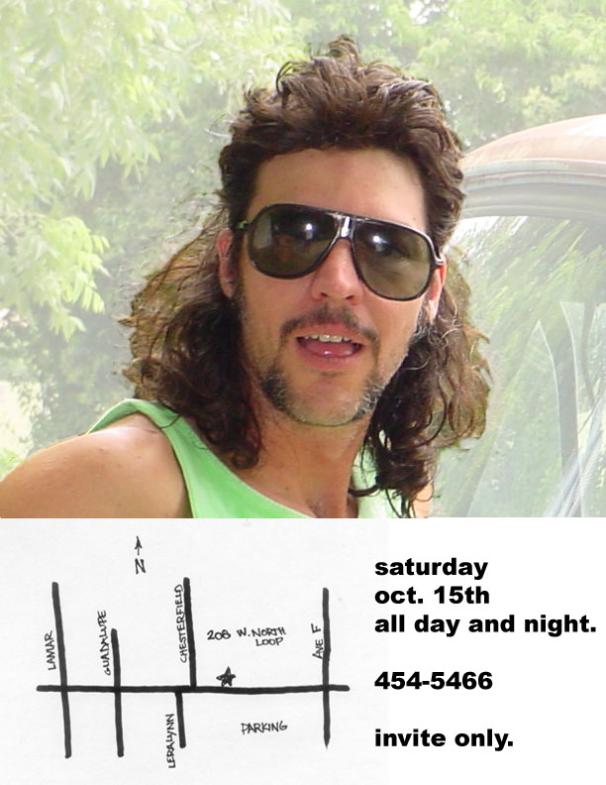 N
LAMAR
GUADALUPE
CHESTERFIELD
208 W. NORTH
LOOP
AVE F
LERALYNN
PARKING
saturday
oct. 15th
all day and night.
454-5466
invite only.